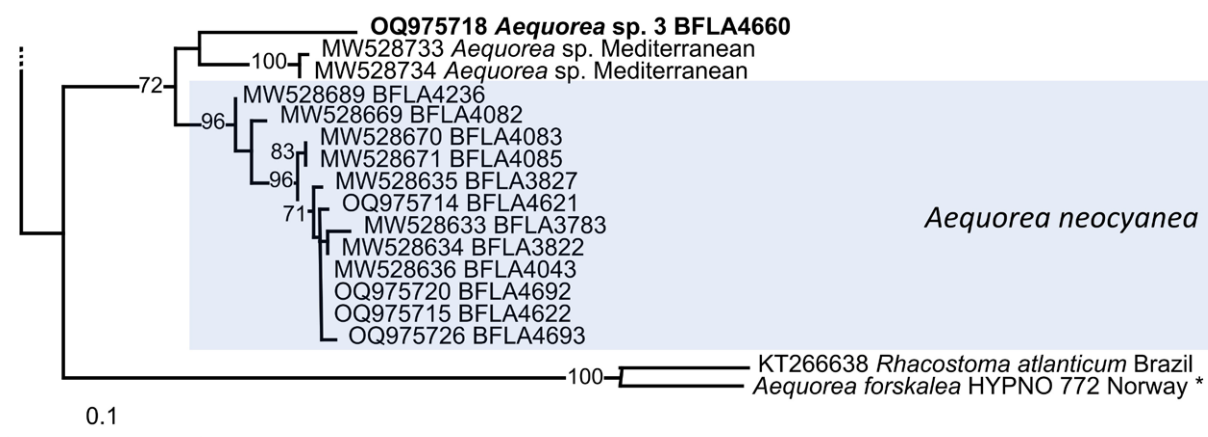 OQ975718 Aequorea sp. 3 BFLA4660
MW528733 Aequorea sp. Mediterranean
100
MW528734 Aequorea sp. Mediterranean
72
MW528689 BFLA4236
MW528669 BFLA4082
96
MW528670 BFLA4083
83
MW528671 BFLA4085
96
MW528635 BFLA3827
OQ975714 BFLA4621
71
MW528633 BFLA3783
Aequorea neocyanea
MW528634 BFLA3822
MW528636 BFLA4043
OQ975720 BFLA4692
OQ975715 BFLA4622
OQ975726 BFLA4693
KT266638 Rhacostoma atlanticum Brazil
100
Aequorea forskalea HYPNO 772 Norway *
0.1